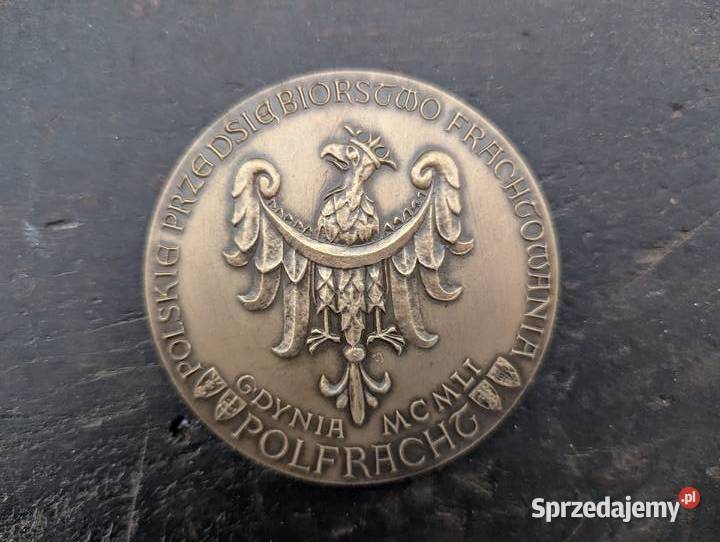 POLSKIE PRZEDSIĘBIORSTWO FRACHTOWANIA
GDYNIA MCMLI
POLFRACHT
Sprzedajemy.pl